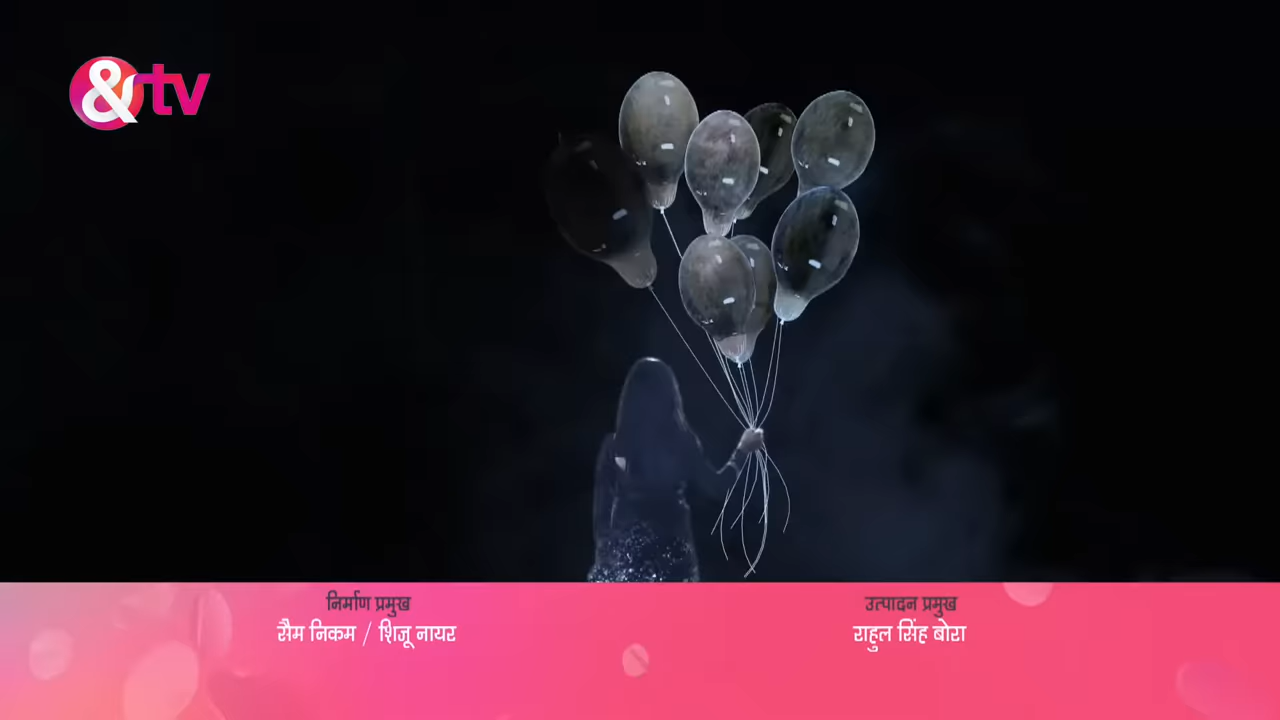 &tv
निर्माण प्रमुख
सैम निकम / शिजू नायर
उत्पादन प्रमुख
राहुल सिंह बोरा